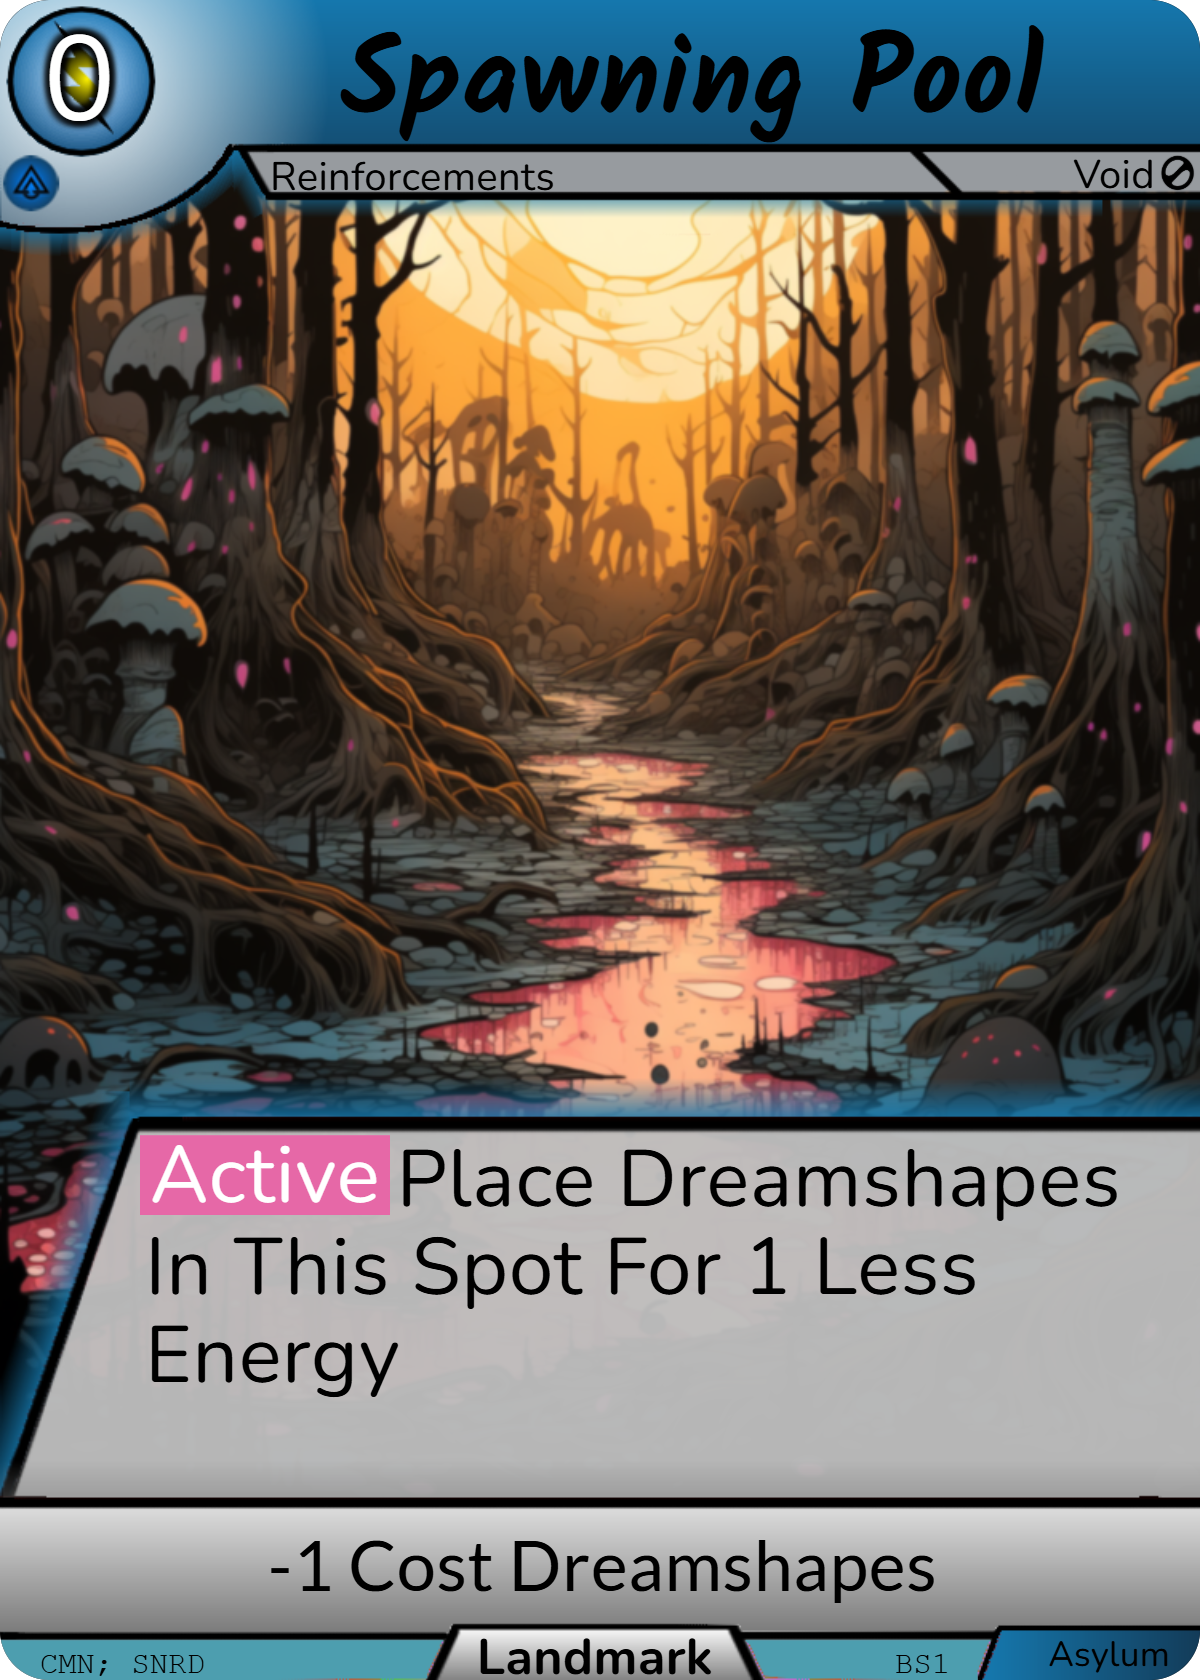 0
Spawning Pool
Reinforcements
Void
Active Place Dreamshapes
In This Spot For 1 Less
Energy
-1 Cost Dreamshapes
CMN; SNRD
Landmark
BS1
Asylum